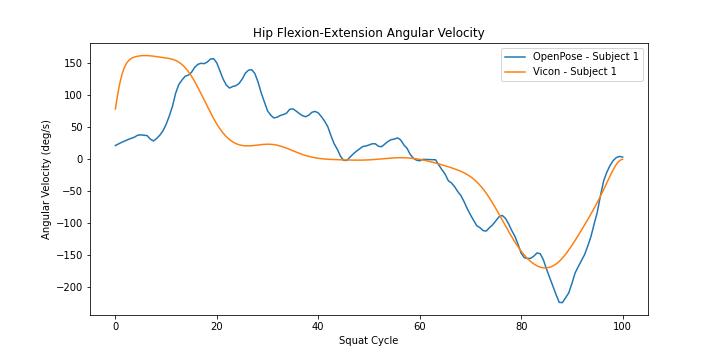 Hip Flexion-Extension Angular Velocity
OpenPose - Subject 1
Vicon - Subject 1
Angular Velocity (deg/s)
150
100
50
0
−50
−100
−150
−200
0 20 40 60 80 100
Squat Cycle